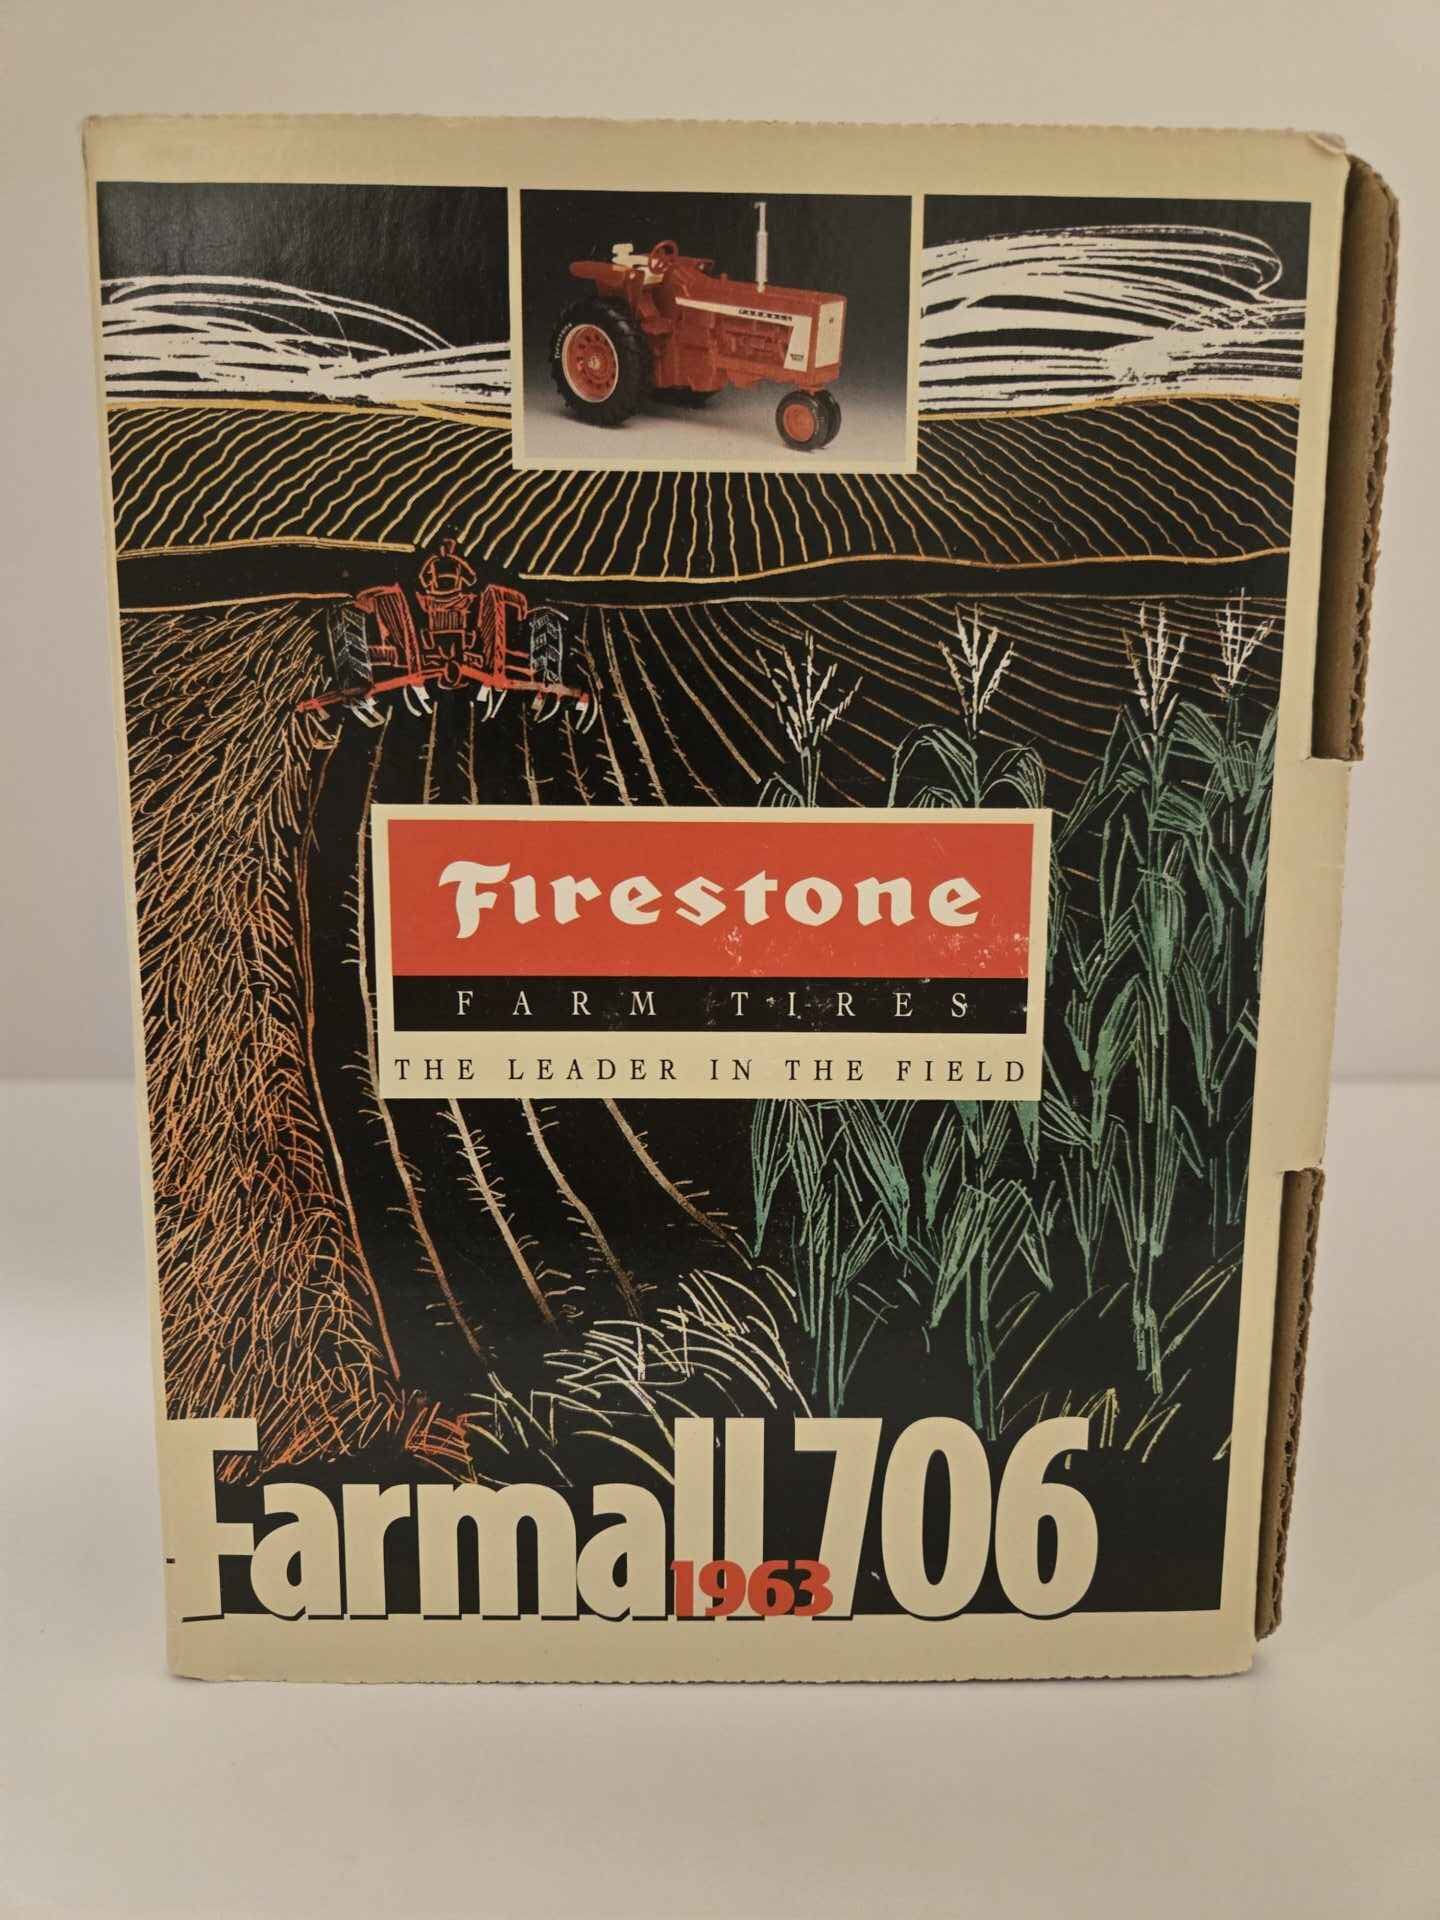 Firestone
FARM TIRES
THE LEADER IN THE FIELD
Farmall 706
1963